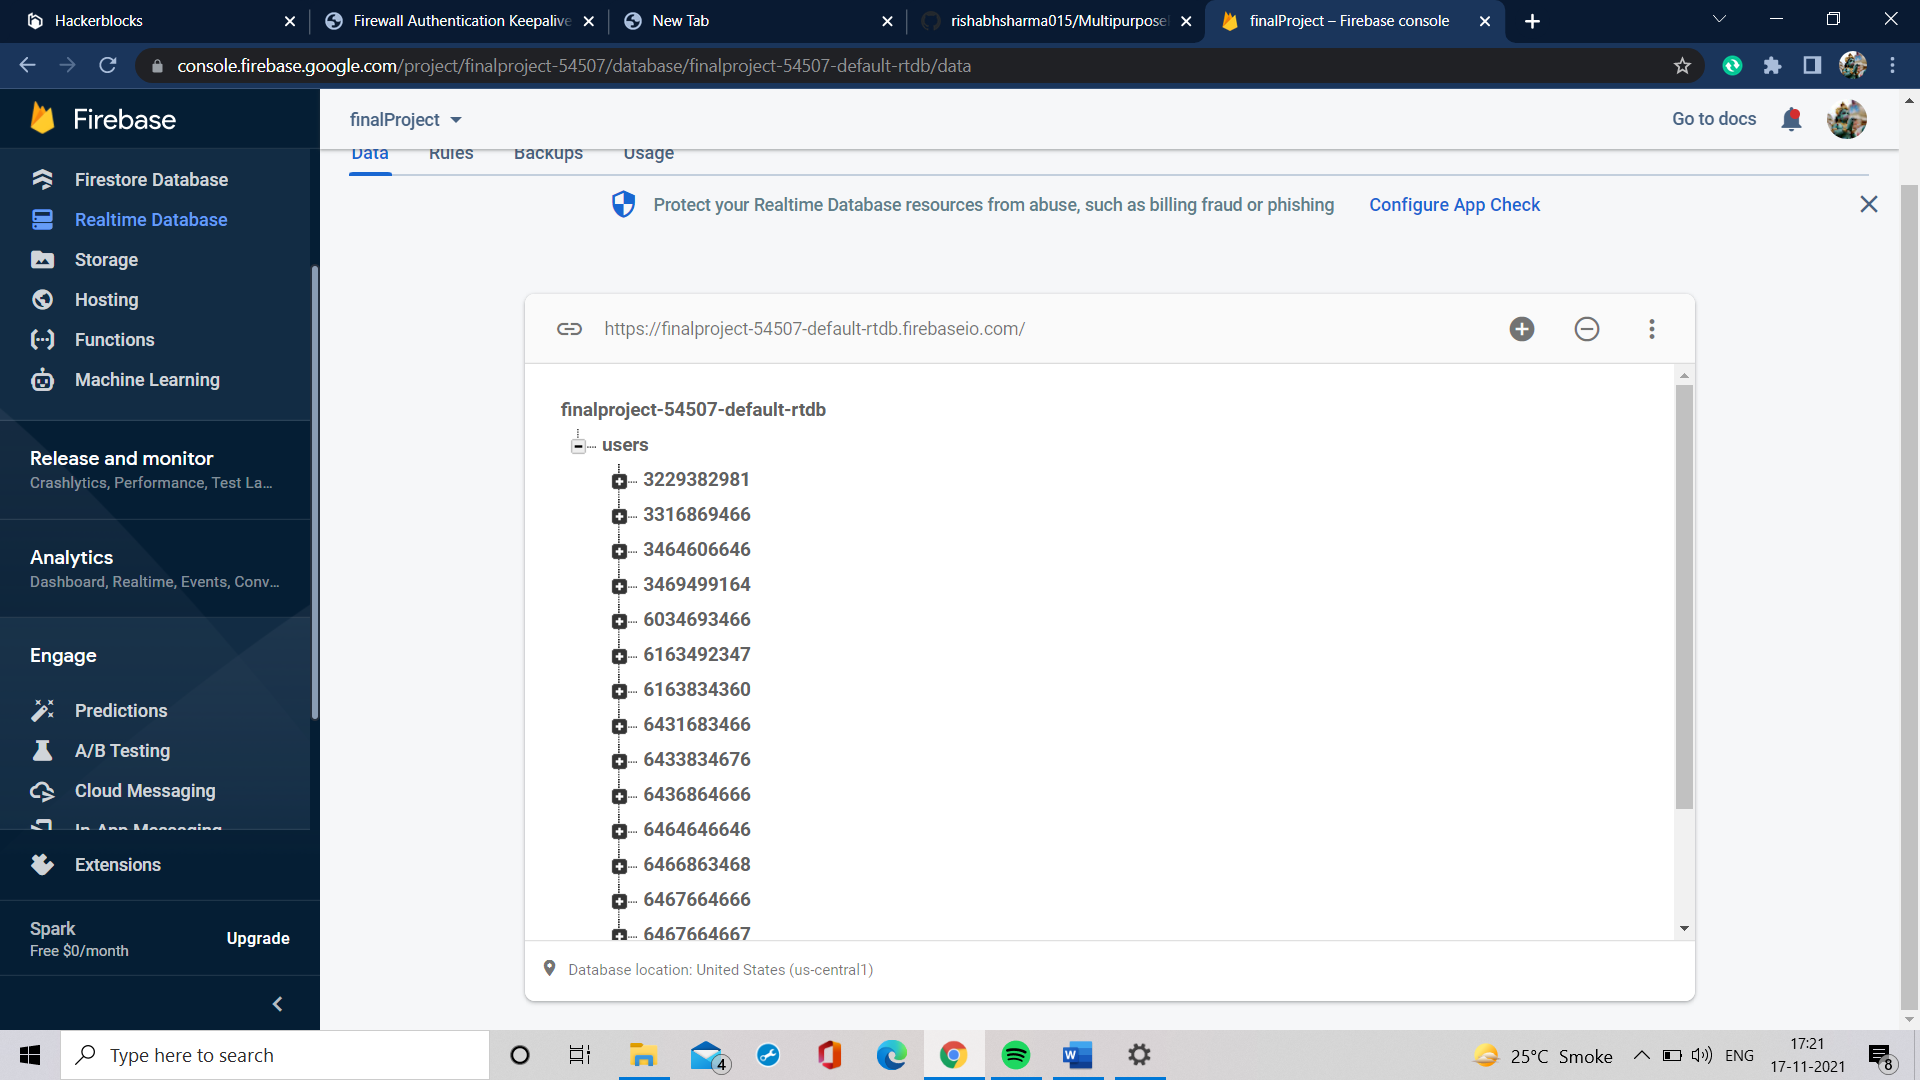 Hackerblocks
Firewall Authentication Keepalive
New Tab
rishabhsharma015/Multipurpose
finalProject – Firebase console
console.firebase.google.com/project/finalproject-54507/database/finalproject-54507-default-rtdb/data
Firebase
finalProject
Go to docs
Data Rules Backups Usage
Protect your Realtime Database resources from abuse, such as billing fraud or phishing Configure App Check
Firestore Database
Realtime Database
Storage
Hosting
Functions
Machine Learning
Release and monitor
Crashlytics, Performance, Test La...
Analytics
Dashboard, Realtime, Events, Conv...
Engage
Predictions
A/B Testing
Cloud Messaging
In-App Messaging
Extensions
Spark
Free $0/month
Upgrade
https://finalproject-54507-default-rtdb.firebaseio.com/
finalproject-54507-default-rtdb
users
3229382981
3316869466
3464606646
3469499164
6034693466
6163492347
6163834360
6431683466
6433834676
6436864666
6464646646
6466863468
6467664666
6467664667
Database location: United States (us-central1)
Type here to search
4
25°C Smoke
ENG
17:21
17-11-2021
8